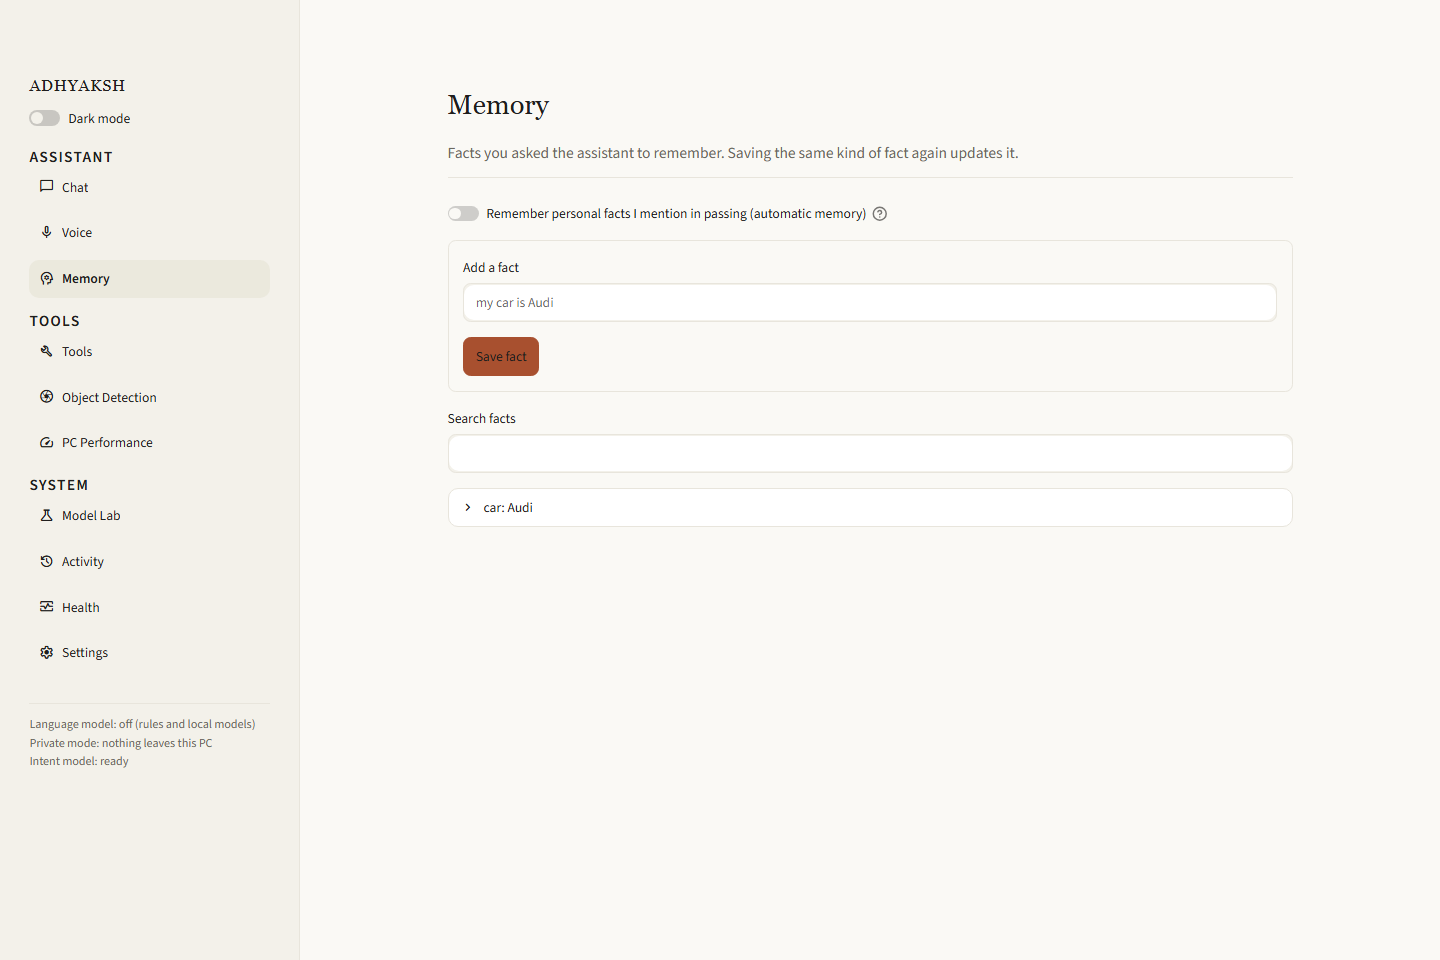 ADHYAKSH
Dark mode
ASSISTANT
Chat
Voice
Memory
TOOLS
Tools
Object Detection
PC Performance
SYSTEM
Model Lab
Activity
Health
Settings
Language model: off (rules and local models)
Private mode: nothing leaves this PC
Intent model: ready
Memory
Facts you asked the assistant to remember. Saving the same kind of fact again updates it.
Remember personal facts I mention in passing (automatic memory)
Add a fact
my car is Audi
Save fact
Search facts
car: Audi